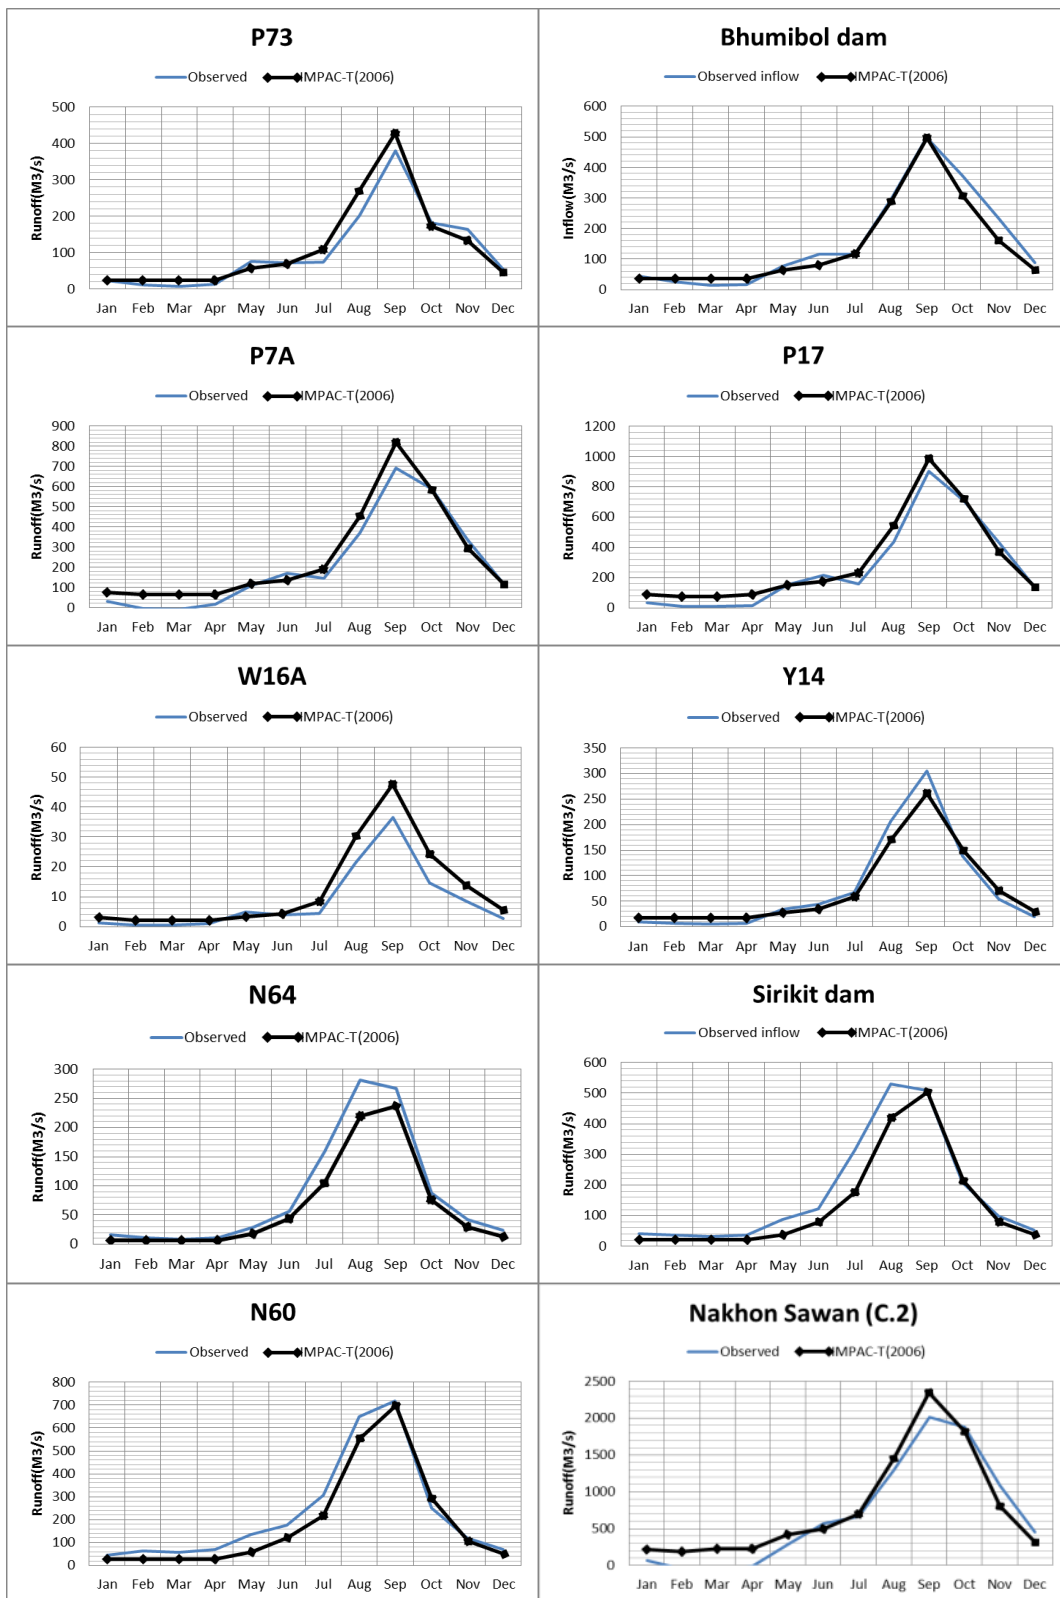 P73
Observed IMPAC-T(2006)
Runoff(M3/s)
500
400
300
200
100
0
Jan Feb Mar Apr May Jun Jul Aug Sep Oct Nov Dec
Bhumibol dam
Observed inflow IMPAC-T(2006)
Inflow(M3/s)
600
500
400
300
200
100
0
Jan Feb Mar Apr May Jun Jul Aug Sep Oct Nov Dec
P7A
Observed IMPAC-T(2006)
Runoff(M3/s)
900
800
700
600
500
400
300
200
100
0
Jan Feb Mar Apr May Jun Jul Aug Sep Oct Nov Dec
P17
Observed IMPAC-T(2006)
Runoff(M3/s)
1200
1000
800
600
400
200
0
Jan Feb Mar Apr May Jun Jul Aug Sep Oct Nov Dec
W16A
Observed IMPAC-T(2006)
Runoff(M3/s)
60
50
40
30
20
10
0
Jan Feb Mar Apr May Jun Jul Aug Sep Oct Nov Dec
Y14
Observed IMPAC-T(2006)
Runoff(M3/s)
350
300
250
200
150
100
50
0
Jan Feb Mar Apr May Jun Jul Aug Sep Oct Nov Dec
N64
Observed IMPAC-T(2006)
Runoff(M3/s)
300
250
200
150
100
50
0
Jan Feb Mar Apr May Jun Jul Aug Sep Oct Nov Dec
Sirikit dam
Observed inflow IMPAC-T(2006)
Runoff(M3/s)
600
500
400
300
200
100
0
Jan Feb Mar Apr May Jun Jul Aug Sep Oct Nov Dec
N60
Observed IMPAC-T(2006)
Runoff(M3/s)
800
700
600
500
400
300
200
100
0
Jan Feb Mar Apr May Jun Jul Aug Sep Oct Nov Dec
Nakhon Sawan (C.2)
Observed IMPAC-T(2006)
Runoff(M3/s)
2500
2000
1500
1000
500
0
Jan Feb Mar Apr May Jun Jul Aug Sep Oct Nov Dec